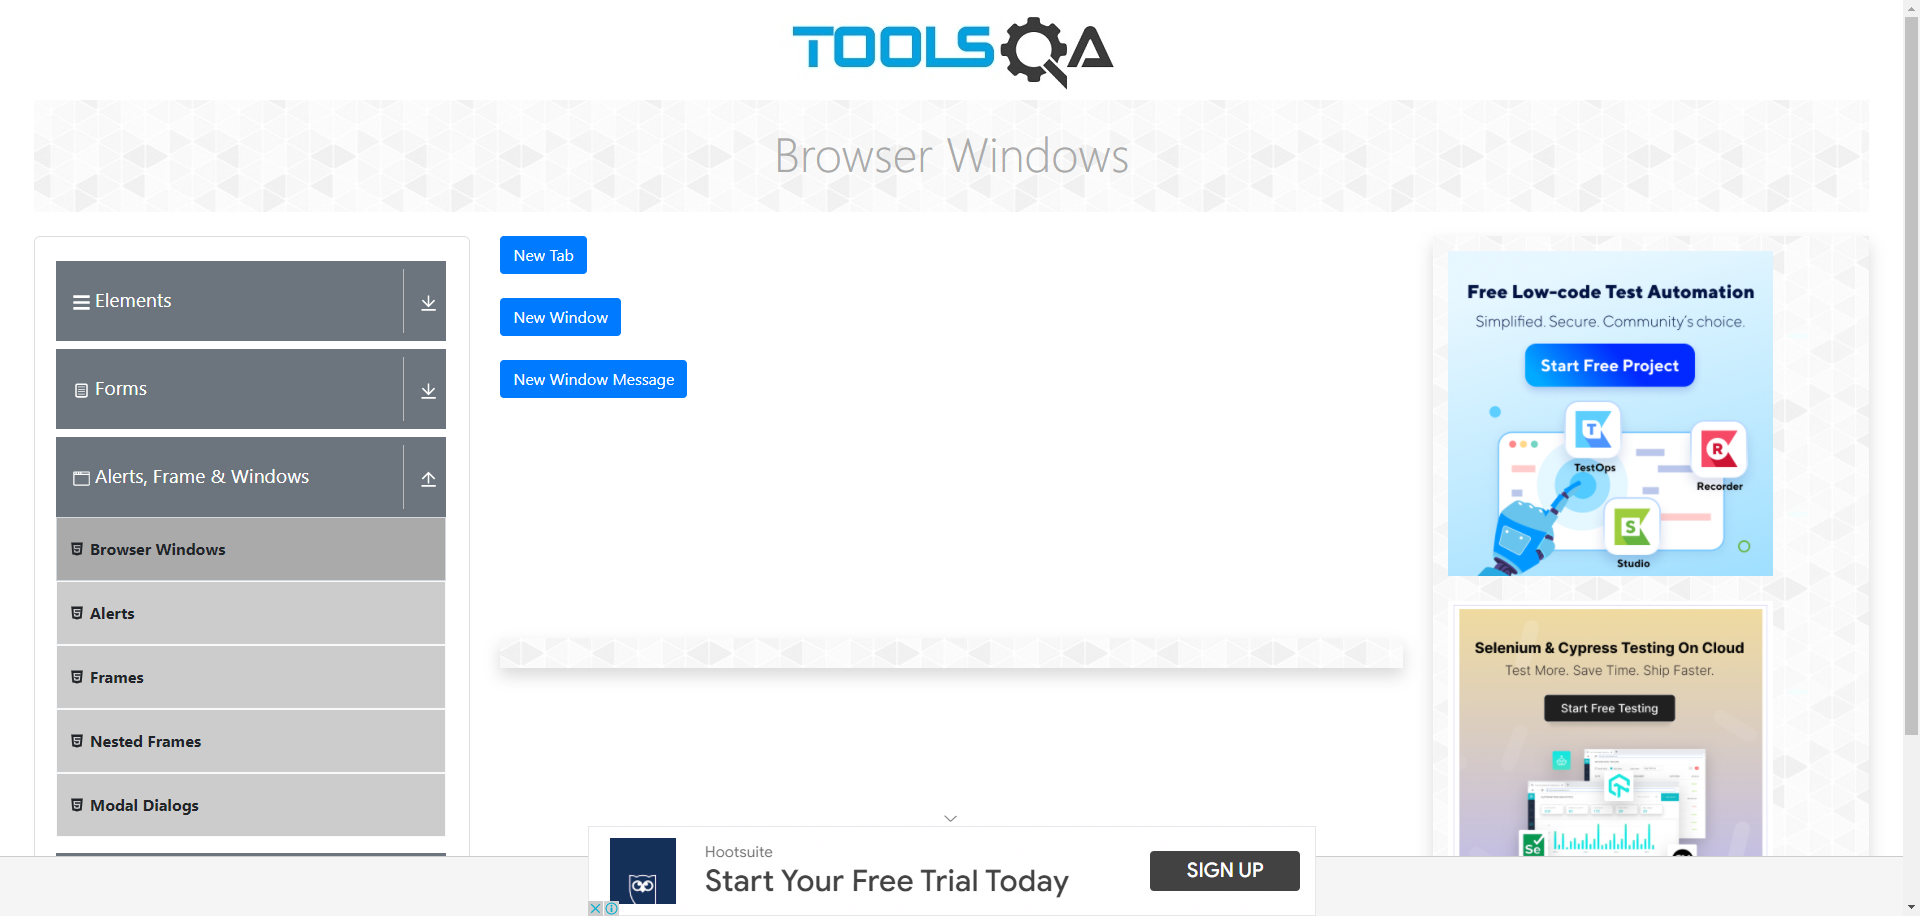 TOOLSQA
Browser Windows
Elements
Forms
Alerts, Frame & Windows
Browser Windows
Alerts
Frames
Nested Frames
Modal Dialogs
New Tab
New Window
New Window Message
Free Low-code Test Automation
Simplified. Secure. Community's choice.
Start Free Project
T
TestOps
R
Recorder
S
Studio
Selenium & Cypress Testing On Cloud
Test More. Save Time. Ship Faster.
Start Free Testing
Se
Hootsuite
Start Your Free Trial Today
SIGN UP